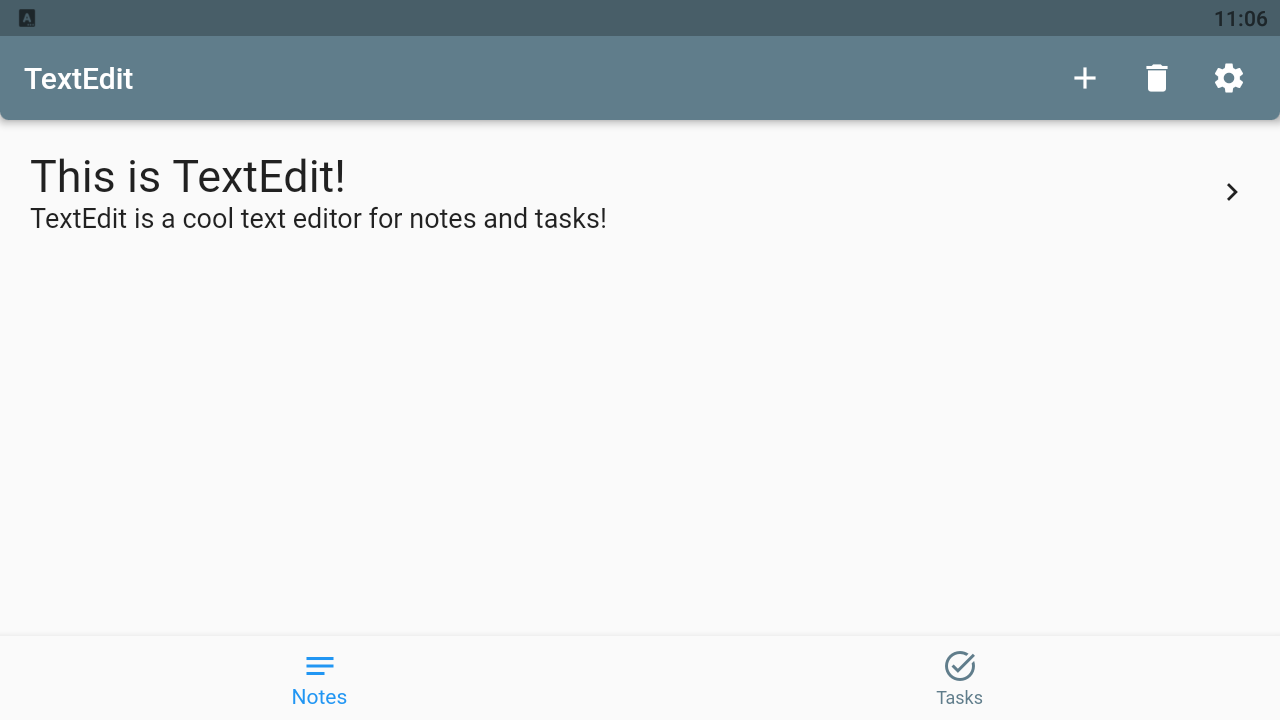 11:06
TextEdit
This is TextEdit!
TextEdit is a cool text editor for notes and tasks!
Notes
Tasks